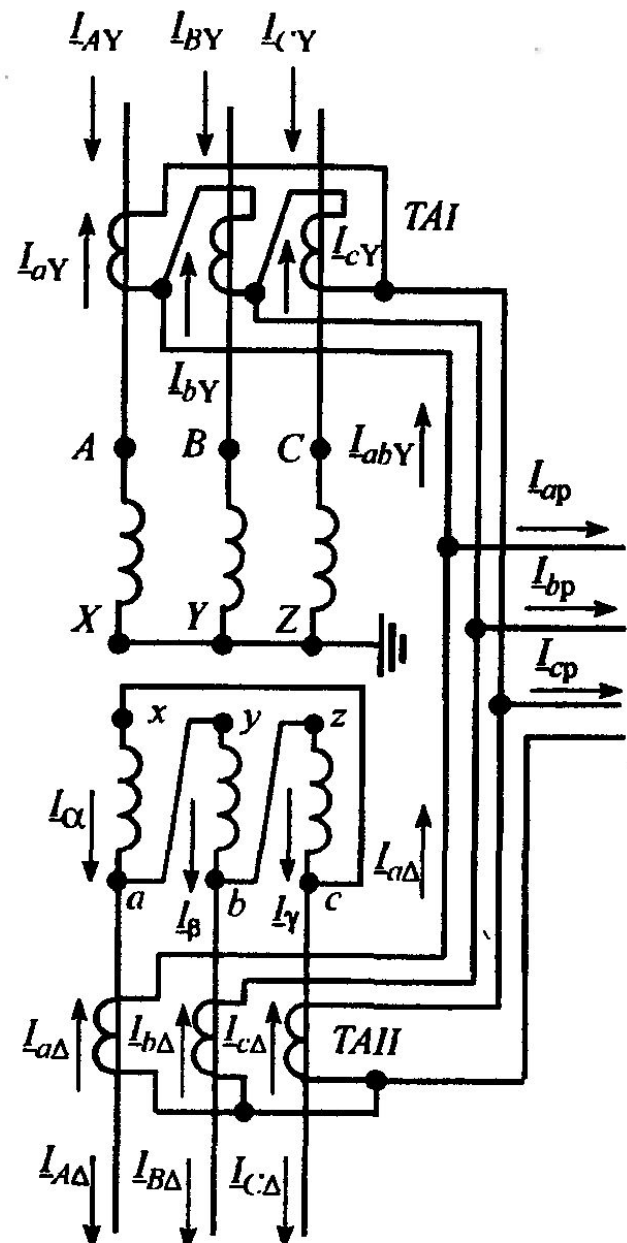 I_AY I_BY I_CY
TAI
I_aY I_cY
I_bY
A B C I_abY
I_ap
I_bp
X Y Z
I_cp
x y z
I_α I_aΔ
a b c
I_β I_γ
I_aΔ I_bΔ I_cΔ TAII
I_AΔ I_BΔ I_CΔ